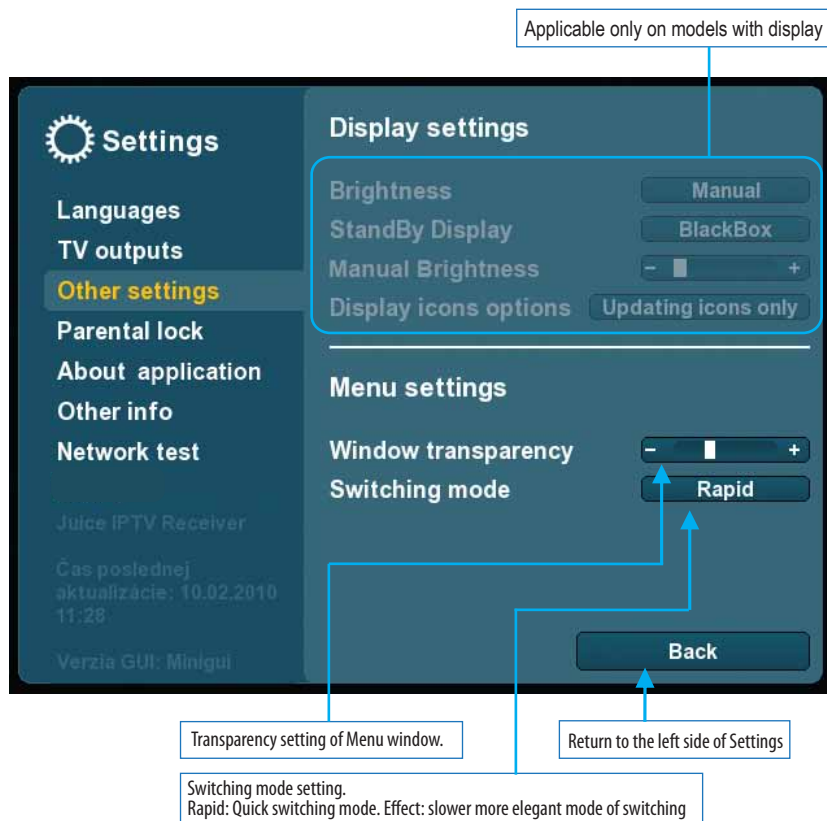 Applicable only on models with display
Settings
Languages
TV outputs
Other settings
Parental lock
About application
Other info
Network test
Juice IPTV Receiver
Čas poslednej
aktualizácie: 10.02.2010
11:28
Verzia GUI: Minigui
Display settings
Brightness Manual
StandBy Display BlackBox
Manual Brightness - +
Display icons options Updating icons only
Menu settings
Window transparency - +
Switching mode Rapid
Back
Transparency setting of Menu window.
Return to the left side of Settings
Switching mode setting.
Rapid: Quick switching mode. Effect: slower more elegant mode of switching